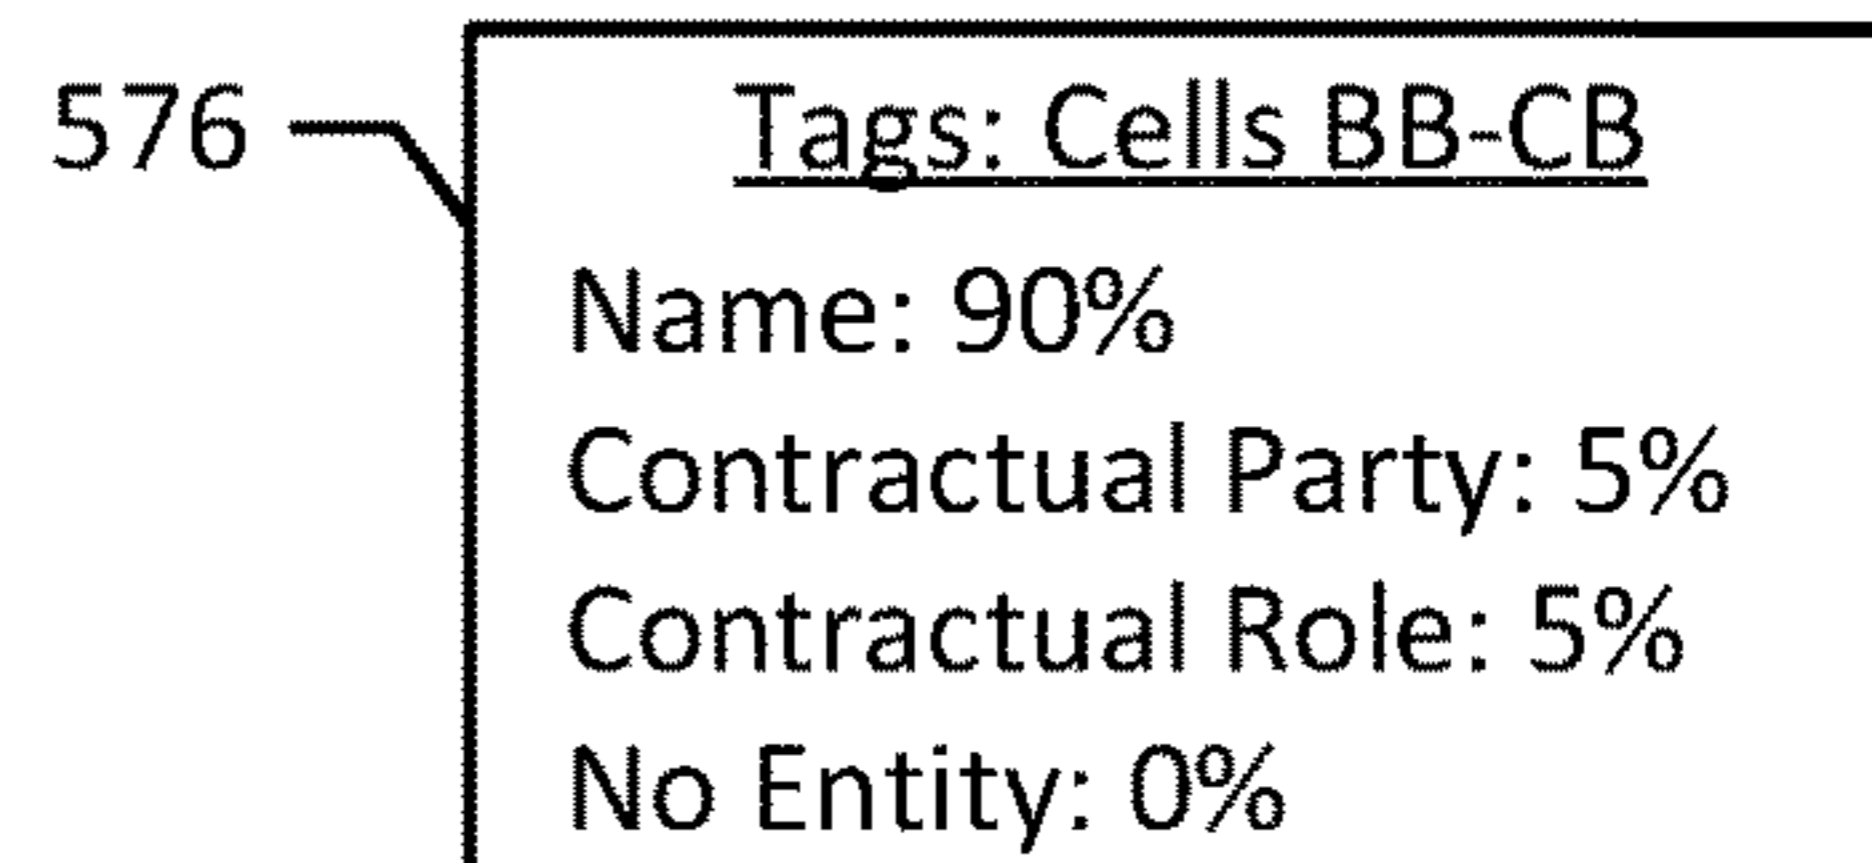 576
Tags: Cells BB-CB
Name: 90%
Contractual Party: 5%
Contractual Role: 5%
No Entity: 0%